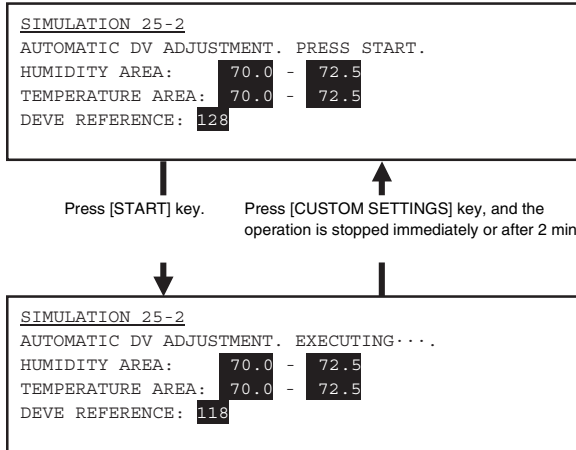 SIMULATION 25-2
AUTOMATIC DV ADJUSTMENT. PRESS START.
HUMIDITY AREA: 70.0 - 72.5
TEMPERATURE AREA: 70.0 - 72.5
DEVE REFERENCE: 128
Press [START] key.
Press [CUSTOM SETTINGS] key, and the
operation is stopped immediately or after 2 min
SIMULATION 25-2
AUTOMATIC DV ADJUSTMENT. EXECUTING···.
HUMIDITY AREA: 70.0 - 72.5
TEMPERATURE AREA: 70.0 - 72.5
DEVE REFERENCE: 118